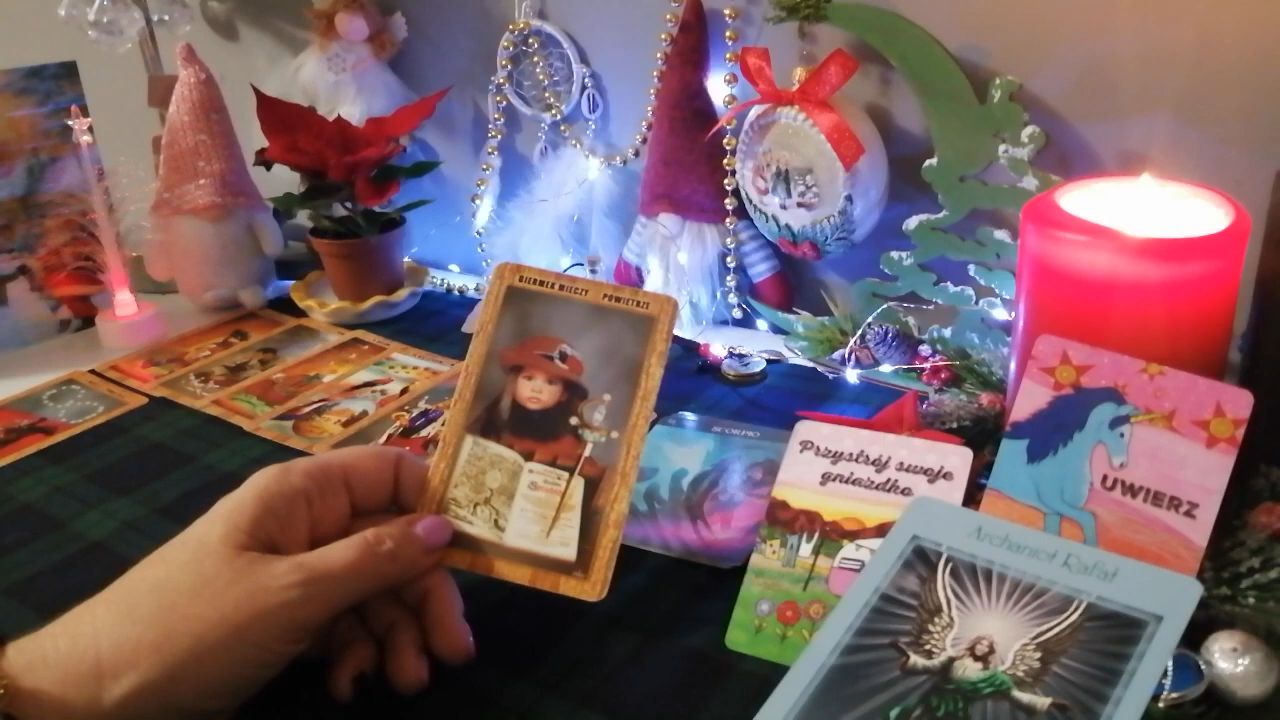 GIERMEK MIECZY POWIETRZE
SCORPIO
Przystrój swoje
gniazdko
UWIERZ
Archanioł Rafał